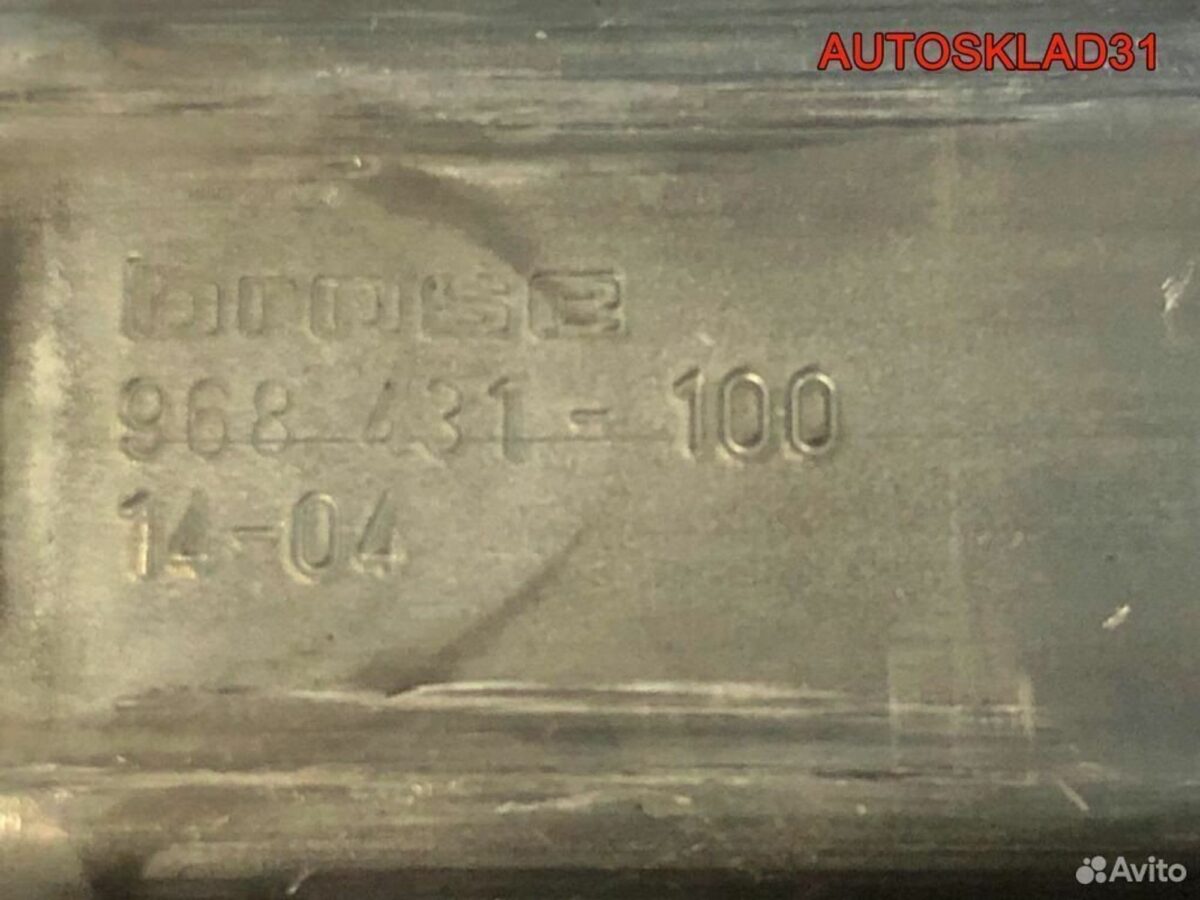 AUTOSKLAD31
brose
968 431-100
14-04
Avito